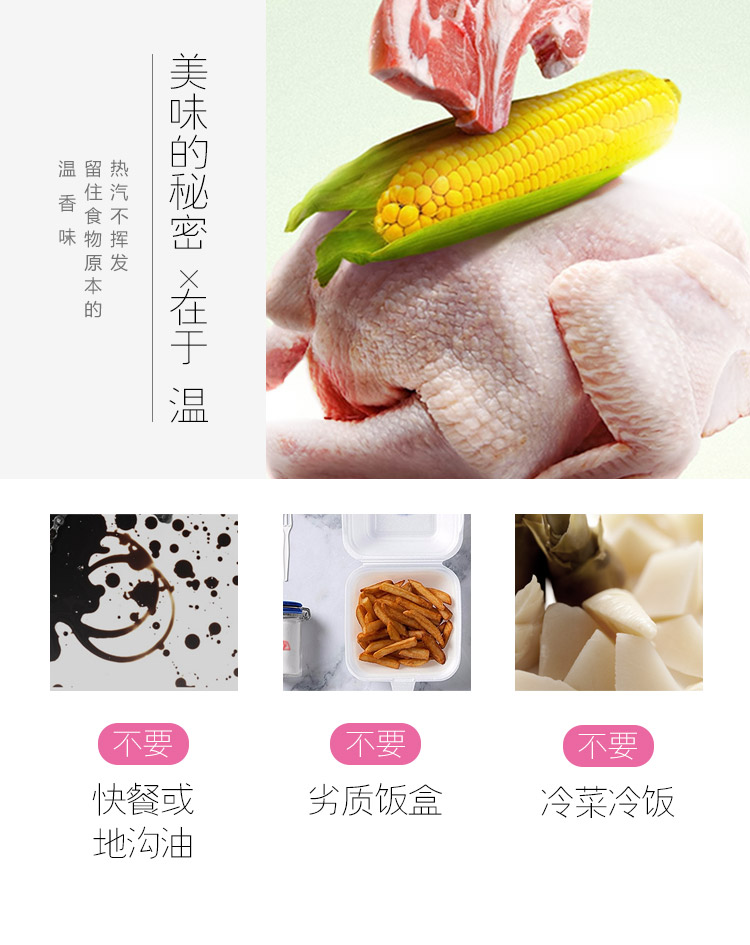 美味的秘密×在于 温
热汽不挥发
留住食物原本的
温香味
不要
快餐或
地沟油
不要
劣质饭盒
不要
冷菜冷饭